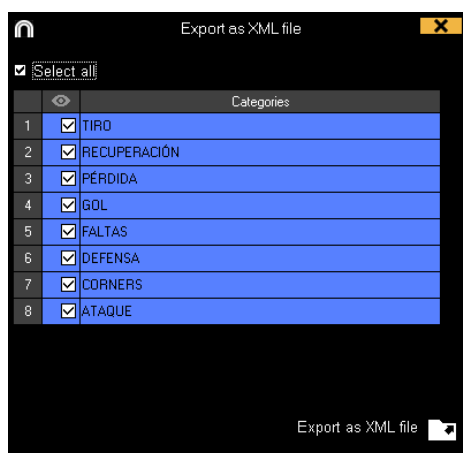 Export as XML file
Select all
Categories
1 TIRO
2 RECUPERACIÓN
3 PÉRDIDA
4 GOL
5 FALTAS
6 DEFENSA
7 CORNERS
8 ATAQUE
Export as XML file